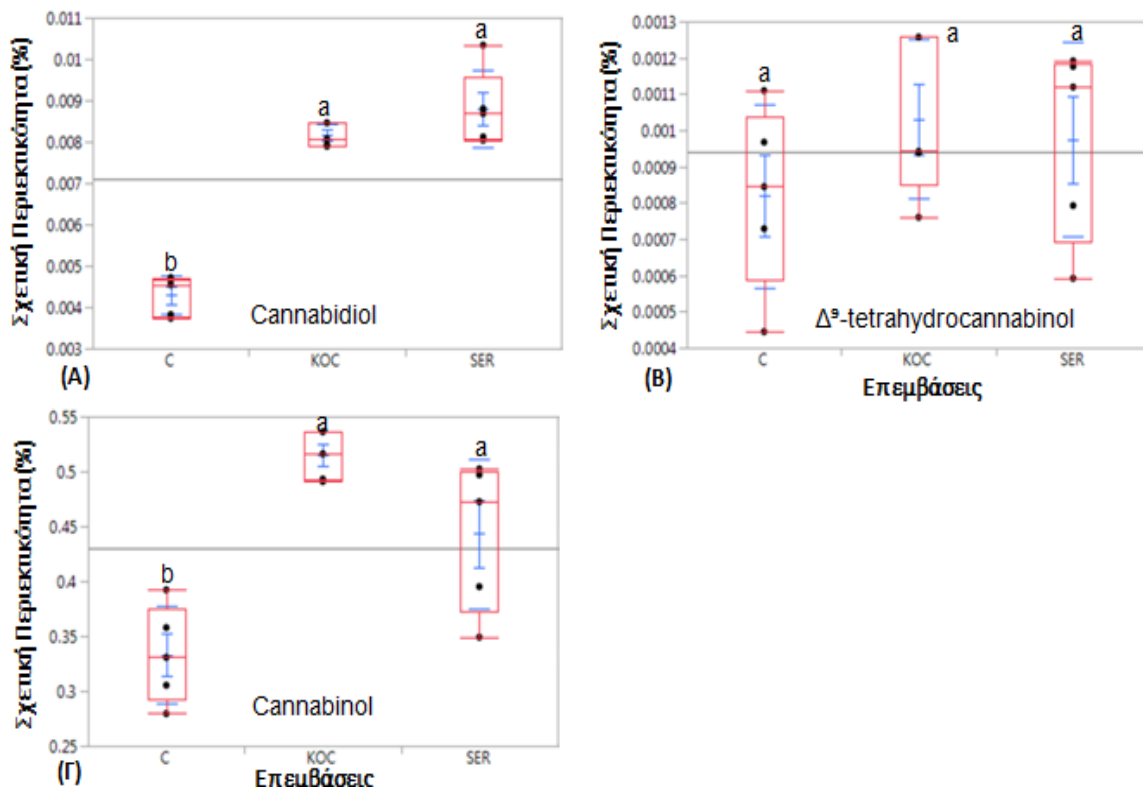 Σχετική Περιεκτικότητα (%)
0.011
0.01
0.009
0.008
0.007
0.006
0.005
0.004
0.003
b
a
a
Cannabidiol
C
KOC
SER
(Α)
Σχετική Περιεκτικότητα (%)
0.0013
0.0012
0.0011
0.001
0.0009
0.0008
0.0007
0.0006
0.0005
0.0004
a
a
a
Δ⁹-tetrahydrocannabinol
C
KOC
SER
(Β)
Επεμβάσεις
Σχετική Περιεκτικότητα (%)
0.55
0.5
0.45
0.4
0.35
0.3
0.25
b
a
a
Cannabinol
C
KOC
SER
(Γ)
Επεμβάσεις